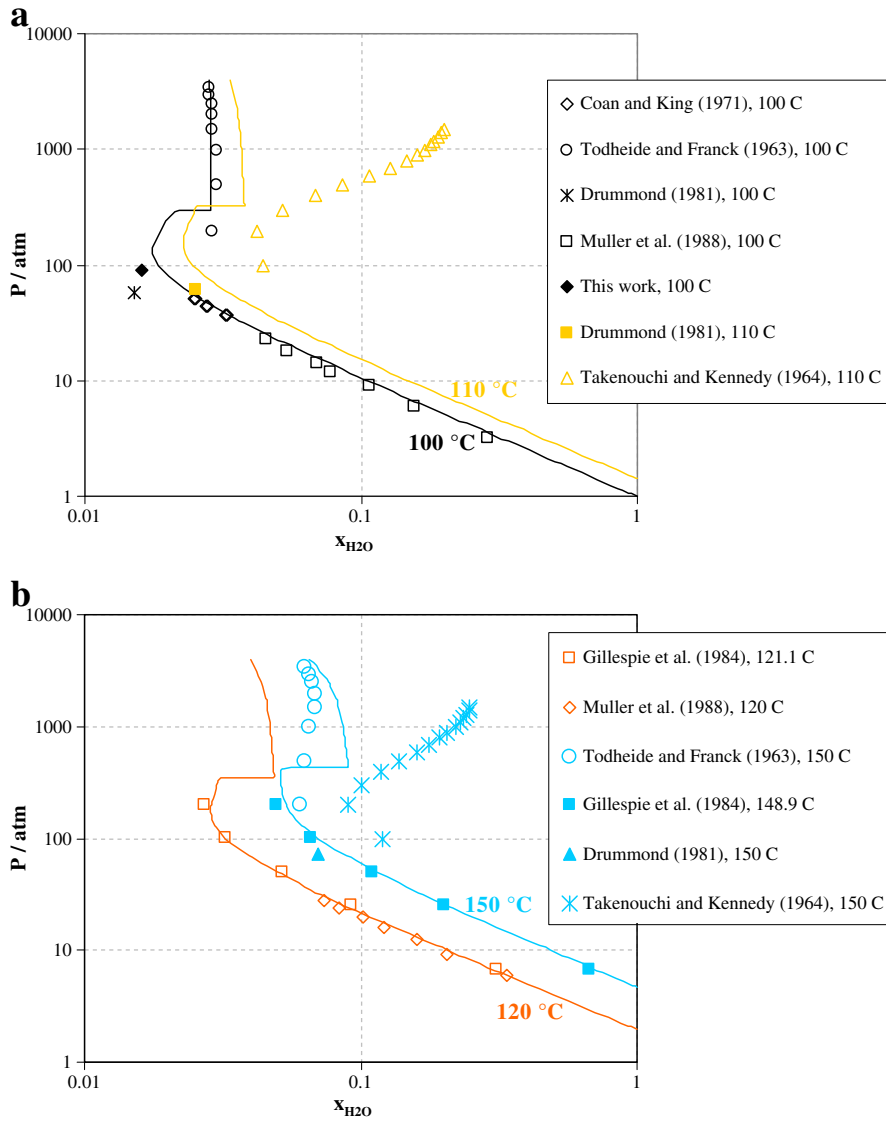 a
10000
1000
100
10
1
P / atm
0.01
0.1
1
xH2O
110 °C
100 °C
Coan and King (1971), 100 C
Todheide and Franck (1963), 100 C
Drummond (1981), 100 C
Muller et al. (1988), 100 C
This work, 100 C
Drummond (1981), 110 C
Takenouchi and Kennedy (1964), 110 C
b
10000
1000
100
10
1
P / atm
0.01
0.1
1
xH2O
150 °C
120 °C
Gillespie et al. (1984), 121.1 C
Muller et al. (1988), 120 C
Todheide and Franck (1963), 150 C
Gillespie et al. (1984), 148.9 C
Drummond (1981), 150 C
Takenouchi and Kennedy (1964), 150 C